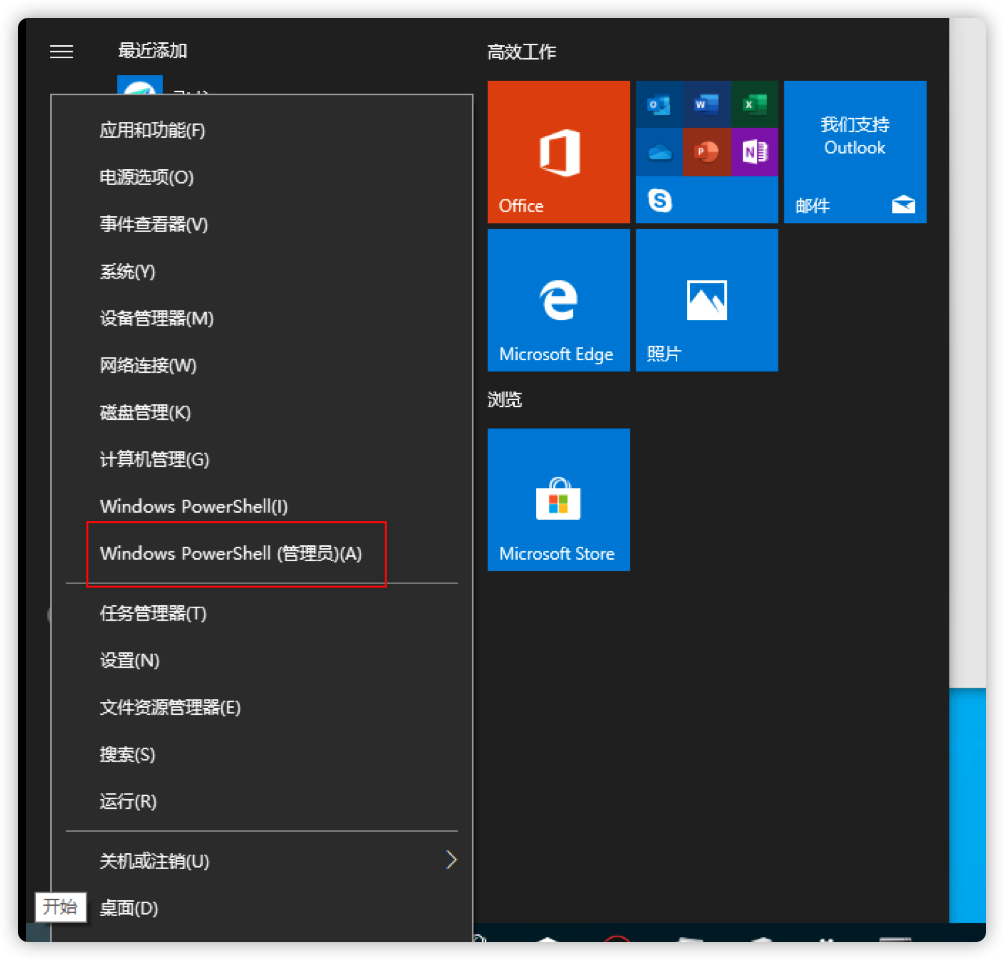 最近添加
应用和功能(F)
电源选项(O)
事件查看器(V)
系统(Y)
设备管理器(M)
网络连接(W)
磁盘管理(K)
计算机管理(G)
Windows PowerShell(I)
Windows PowerShell (管理员)(A)
任务管理器(T)
设置(N)
文件资源管理器(E)
搜索(S)
运行(R)
关机或注销(U)
桌面(D)
开始
高效工作
Office
我们支持
Outlook
邮件
Microsoft Edge
照片
浏览
Microsoft Store